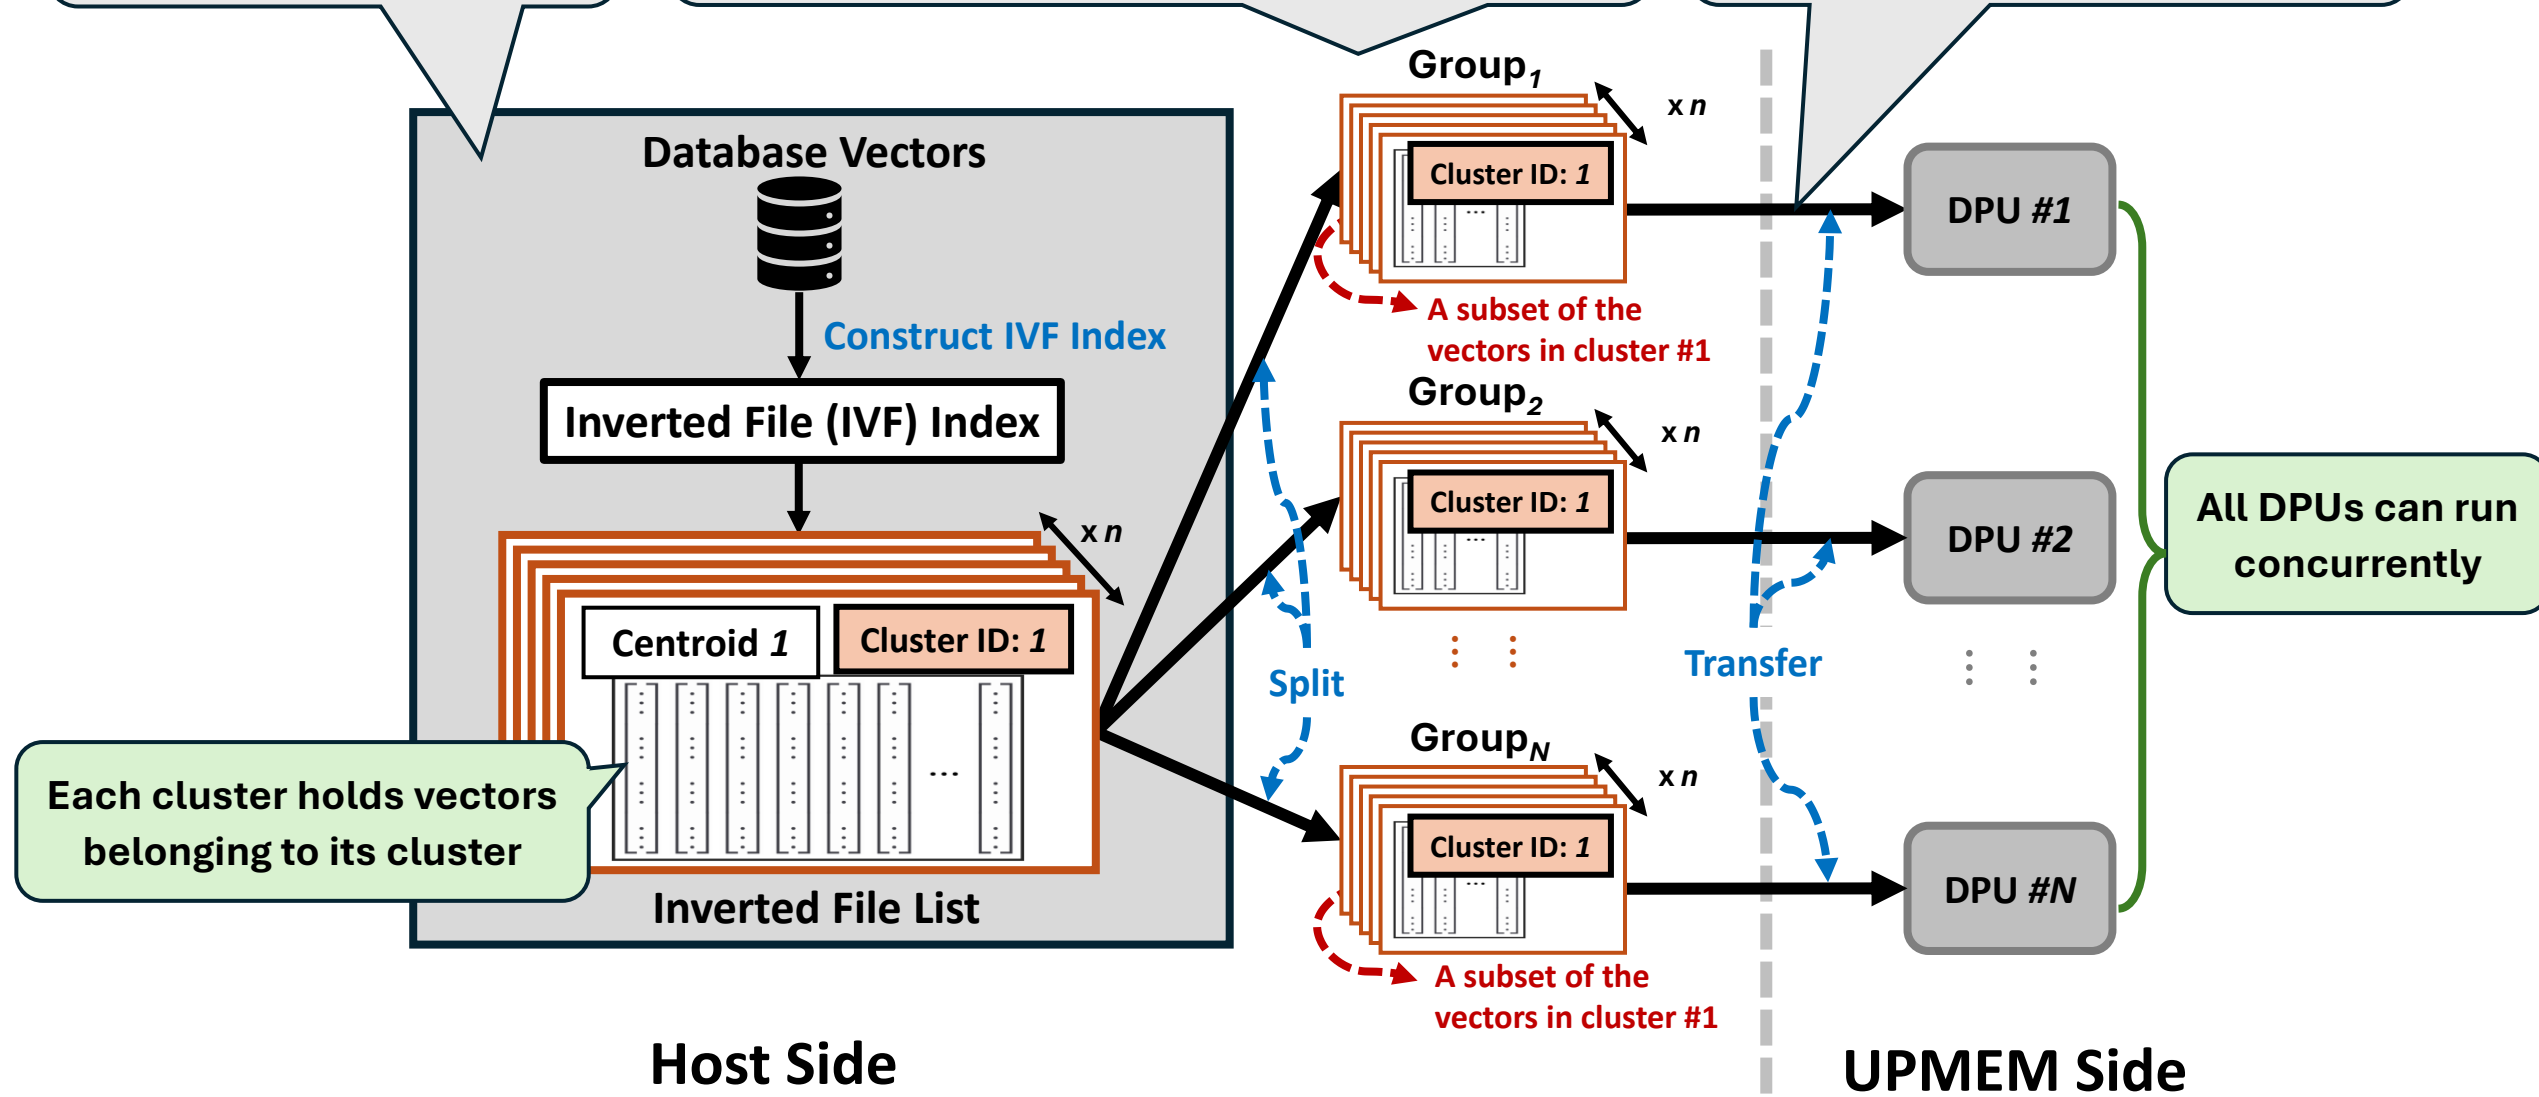 Database Vectors
Construct IVF Index
Inverted File (IVF) Index
x n
Centroid 1
Cluster ID: 1
...
Each cluster holds vectors
belonging to its cluster
Inverted File List
Host Side
Split
Group1
x n
Cluster ID: 1
...
A subset of the
vectors in cluster #1
Group2
x n
Cluster ID: 1
...
GroupN
x n
Cluster ID: 1
...
A subset of the
vectors in cluster #1
Transfer
DPU #1
DPU #2
DPU #N
All DPUs can run
concurrently
UPMEM Side